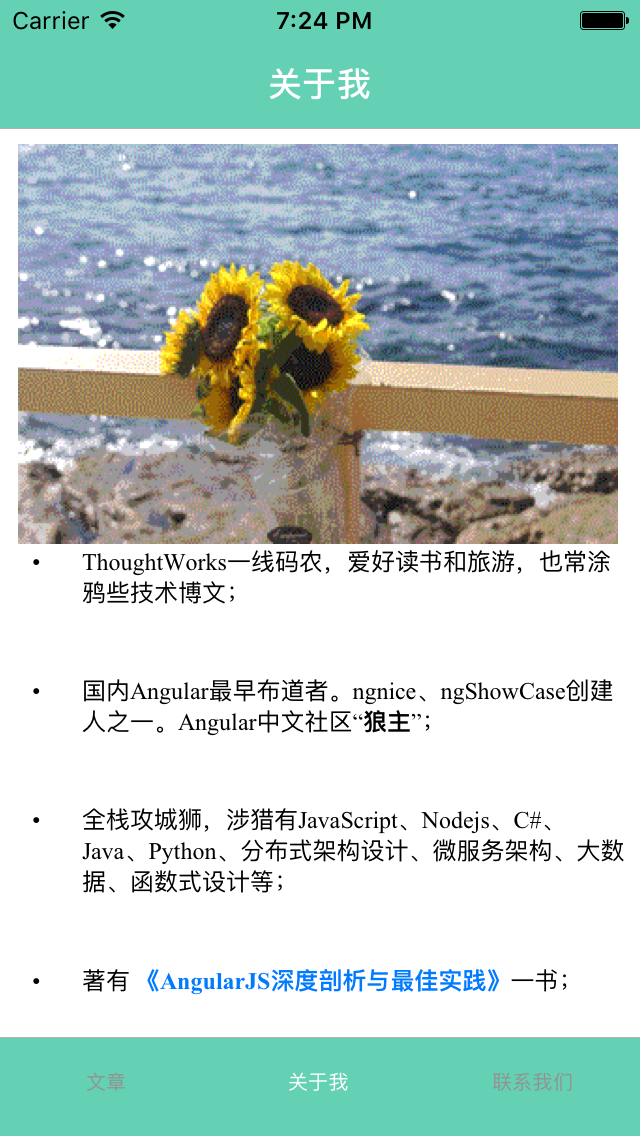 Carrier
7:24 PM
关于我
• ThoughtWorks一线码农，爱好读书和旅游，也常涂
鸦些技术博文；
• 国内Angular最早布道者。ngnice、ngShowCase创建
人之一。Angular中文社区“狼主”；
• 全栈攻城狮，涉猎有JavaScript、Nodejs、C#、
Java、Python、分布式架构设计、微服务架构、大数
据、函数式设计等；
• 著有 《AngularJS深度剖析与最佳实践》一书；
文章
关于我
联系我们